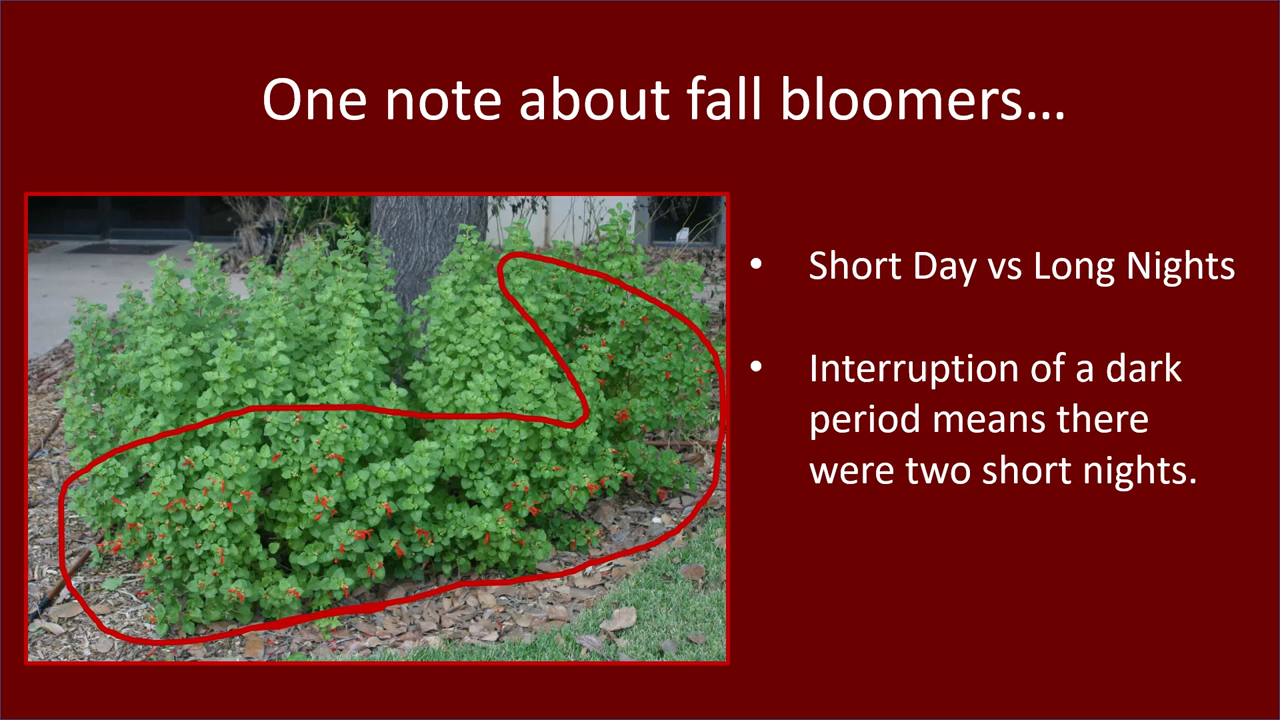 One note about fall bloomers…
• Short Day vs Long Nights
• Interruption of a dark
period means there
were two short nights.